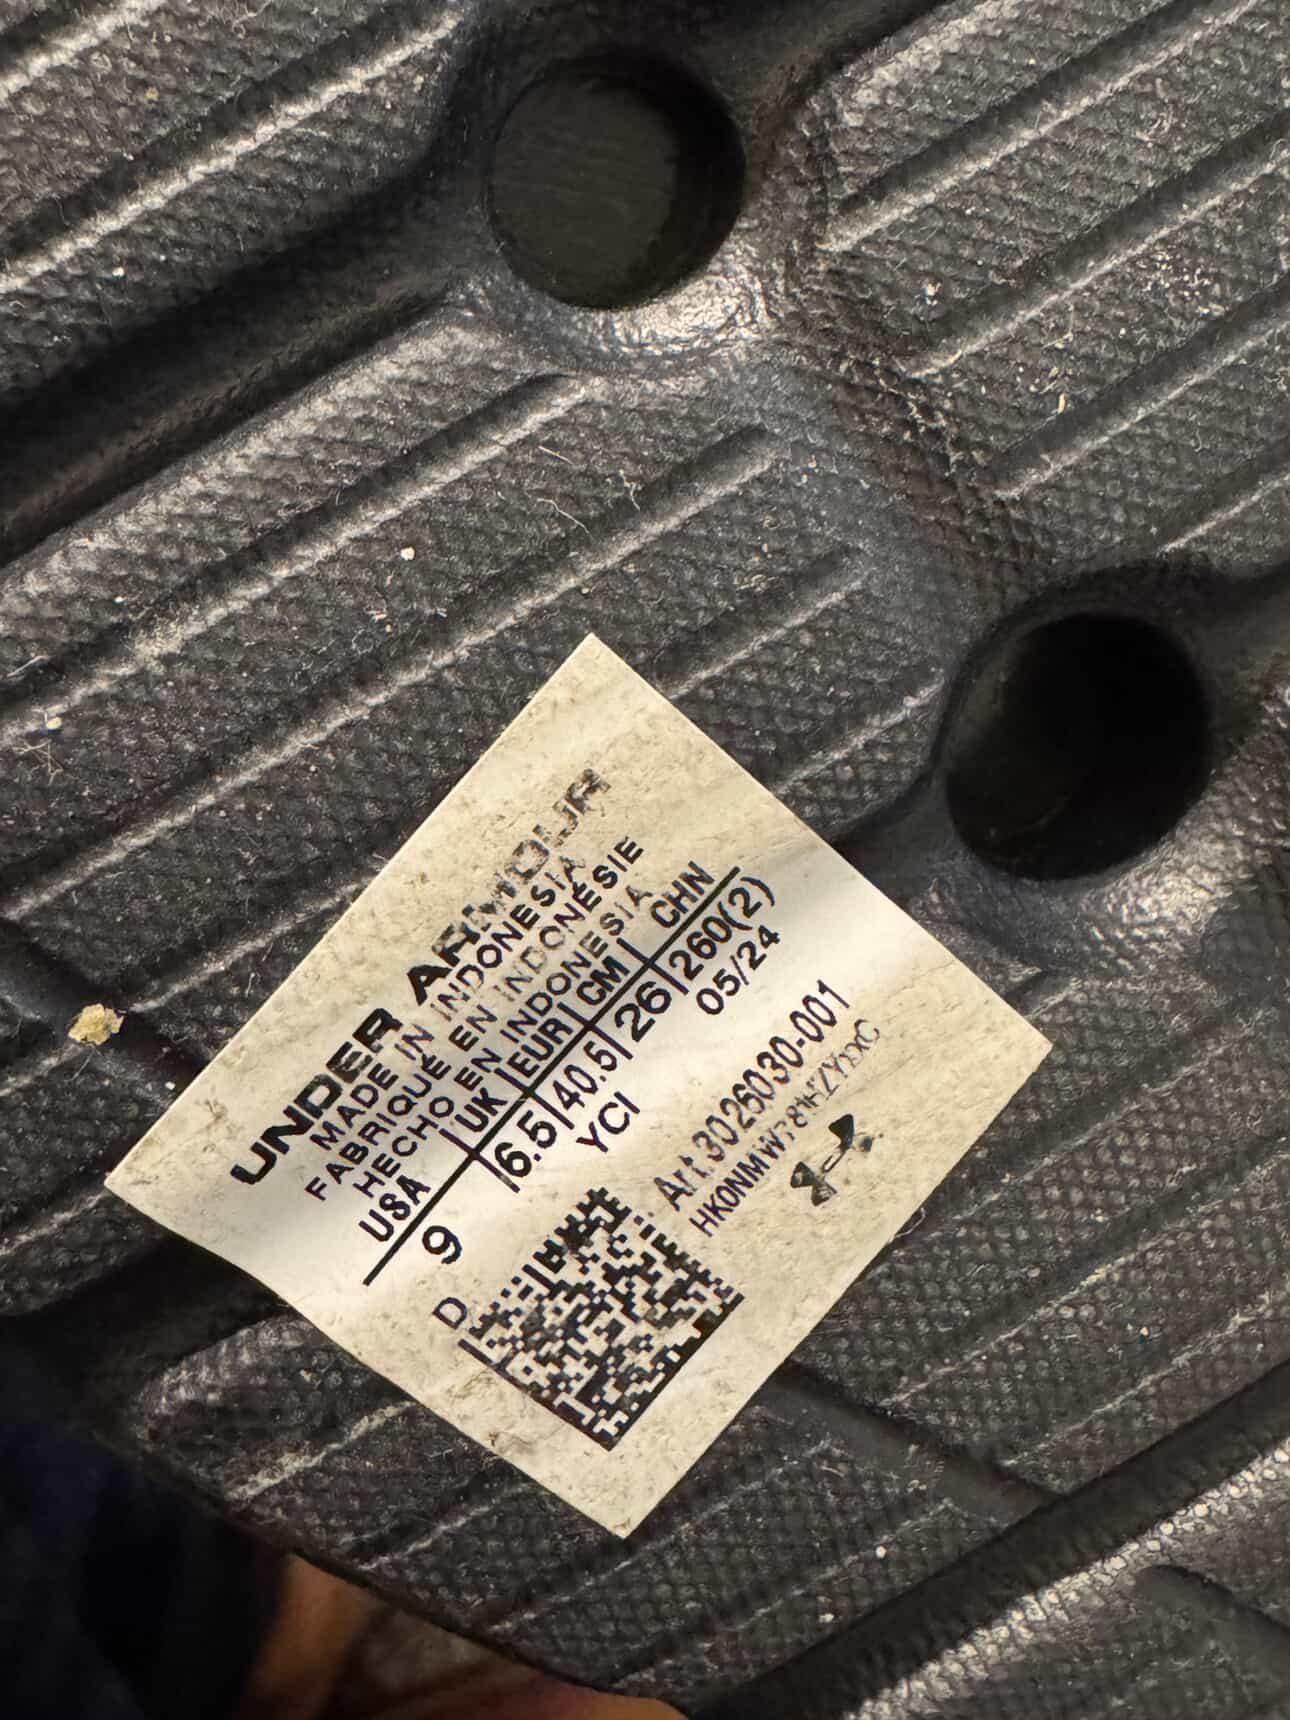 UNDER ARMOUR
MADE IN INDONESIA
FABRIQUÉ EN INDONÉSIE
HECHO EN INDONESIA
USA UK EUR CM CHN
9 6.5 40.5 26 260(2)
D YCI 05/24
Art.3026030-001